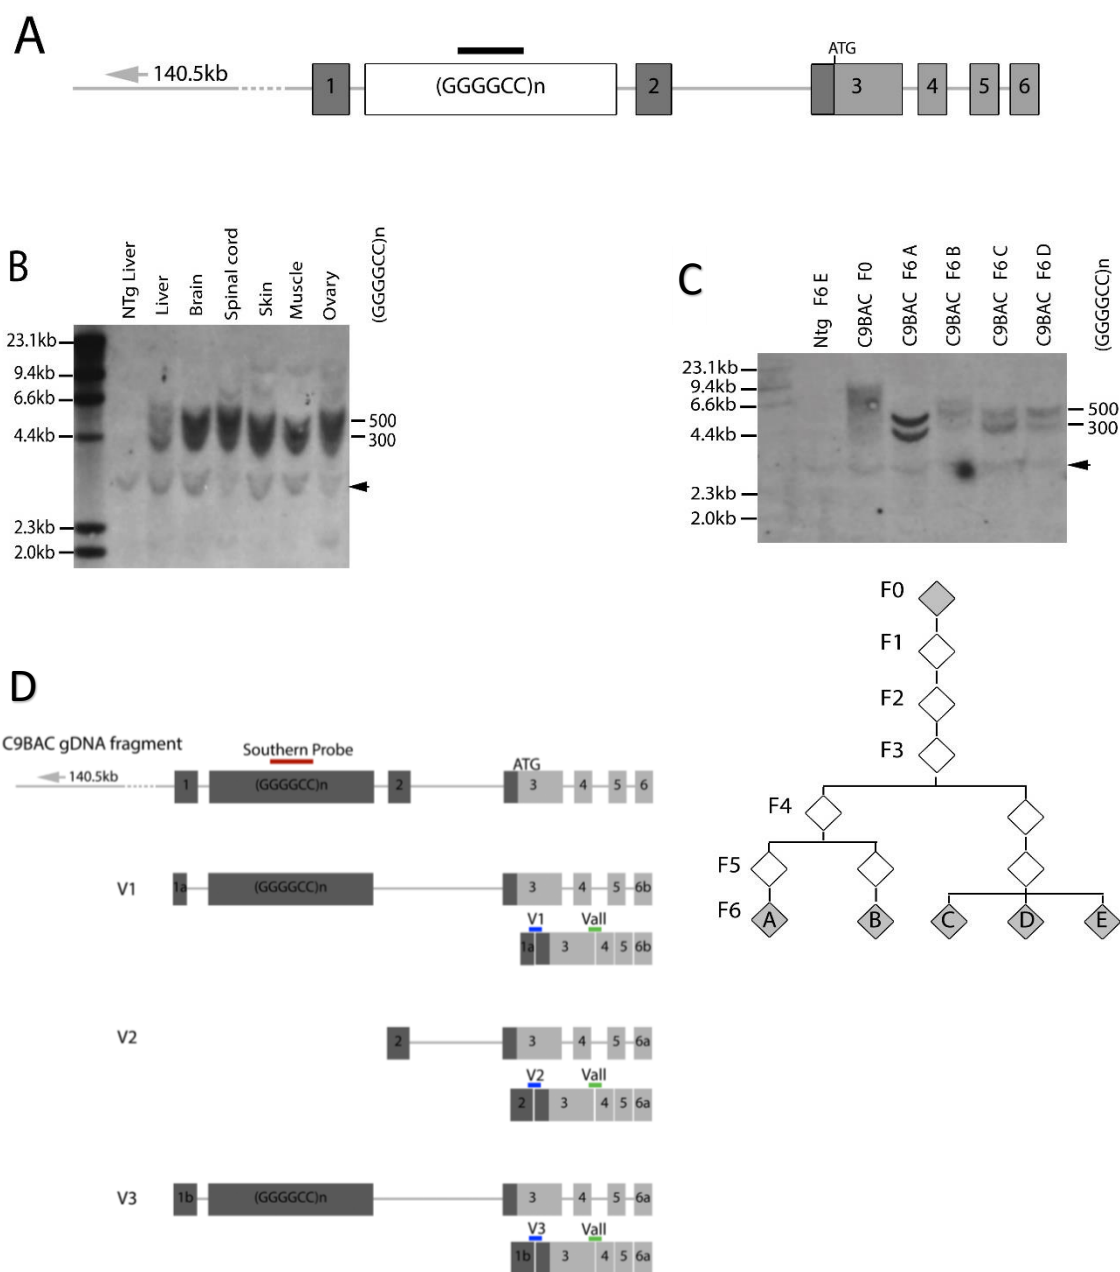 A
140.5kb
1
(GGGGCC)n
2
ATG
3
4
5
6
B
NTg Liver
Liver
Brain
Spinal cord
Skin
Muscle
Ovary
(GGGGCC)n
23.1kb
9.4kb
6.6kb
4.4kb
2.3kb
2.0kb
500
300
C
Ntg F6 E
C9BAC F0
C9BAC F6 A
C9BAC F6 B
C9BAC F6 C
C9BAC F6 D
(GGGGCC)n
23.1kb
9.4kb
6.6kb
4.4kb
2.3kb
2.0kb
500
300
F0
F1
F2
F3
F4
F5
F6
A
B
C
D
E
D
C9BAC gDNA fragment
Southern Probe
140.5kb
1
(GGGGCC)n
2
ATG
3
4
5
6
V1
1a
(GGGGCC)n
3
4
5
6b
V1
Vall
1a
3
4
5
6b
V2
2
3
4
5
6a
V2
Vall
2
3
4
5
6a
V3
1b
(GGGGCC)n
3
4
5
6a
V3
Vall
1b
3
4
5
6a